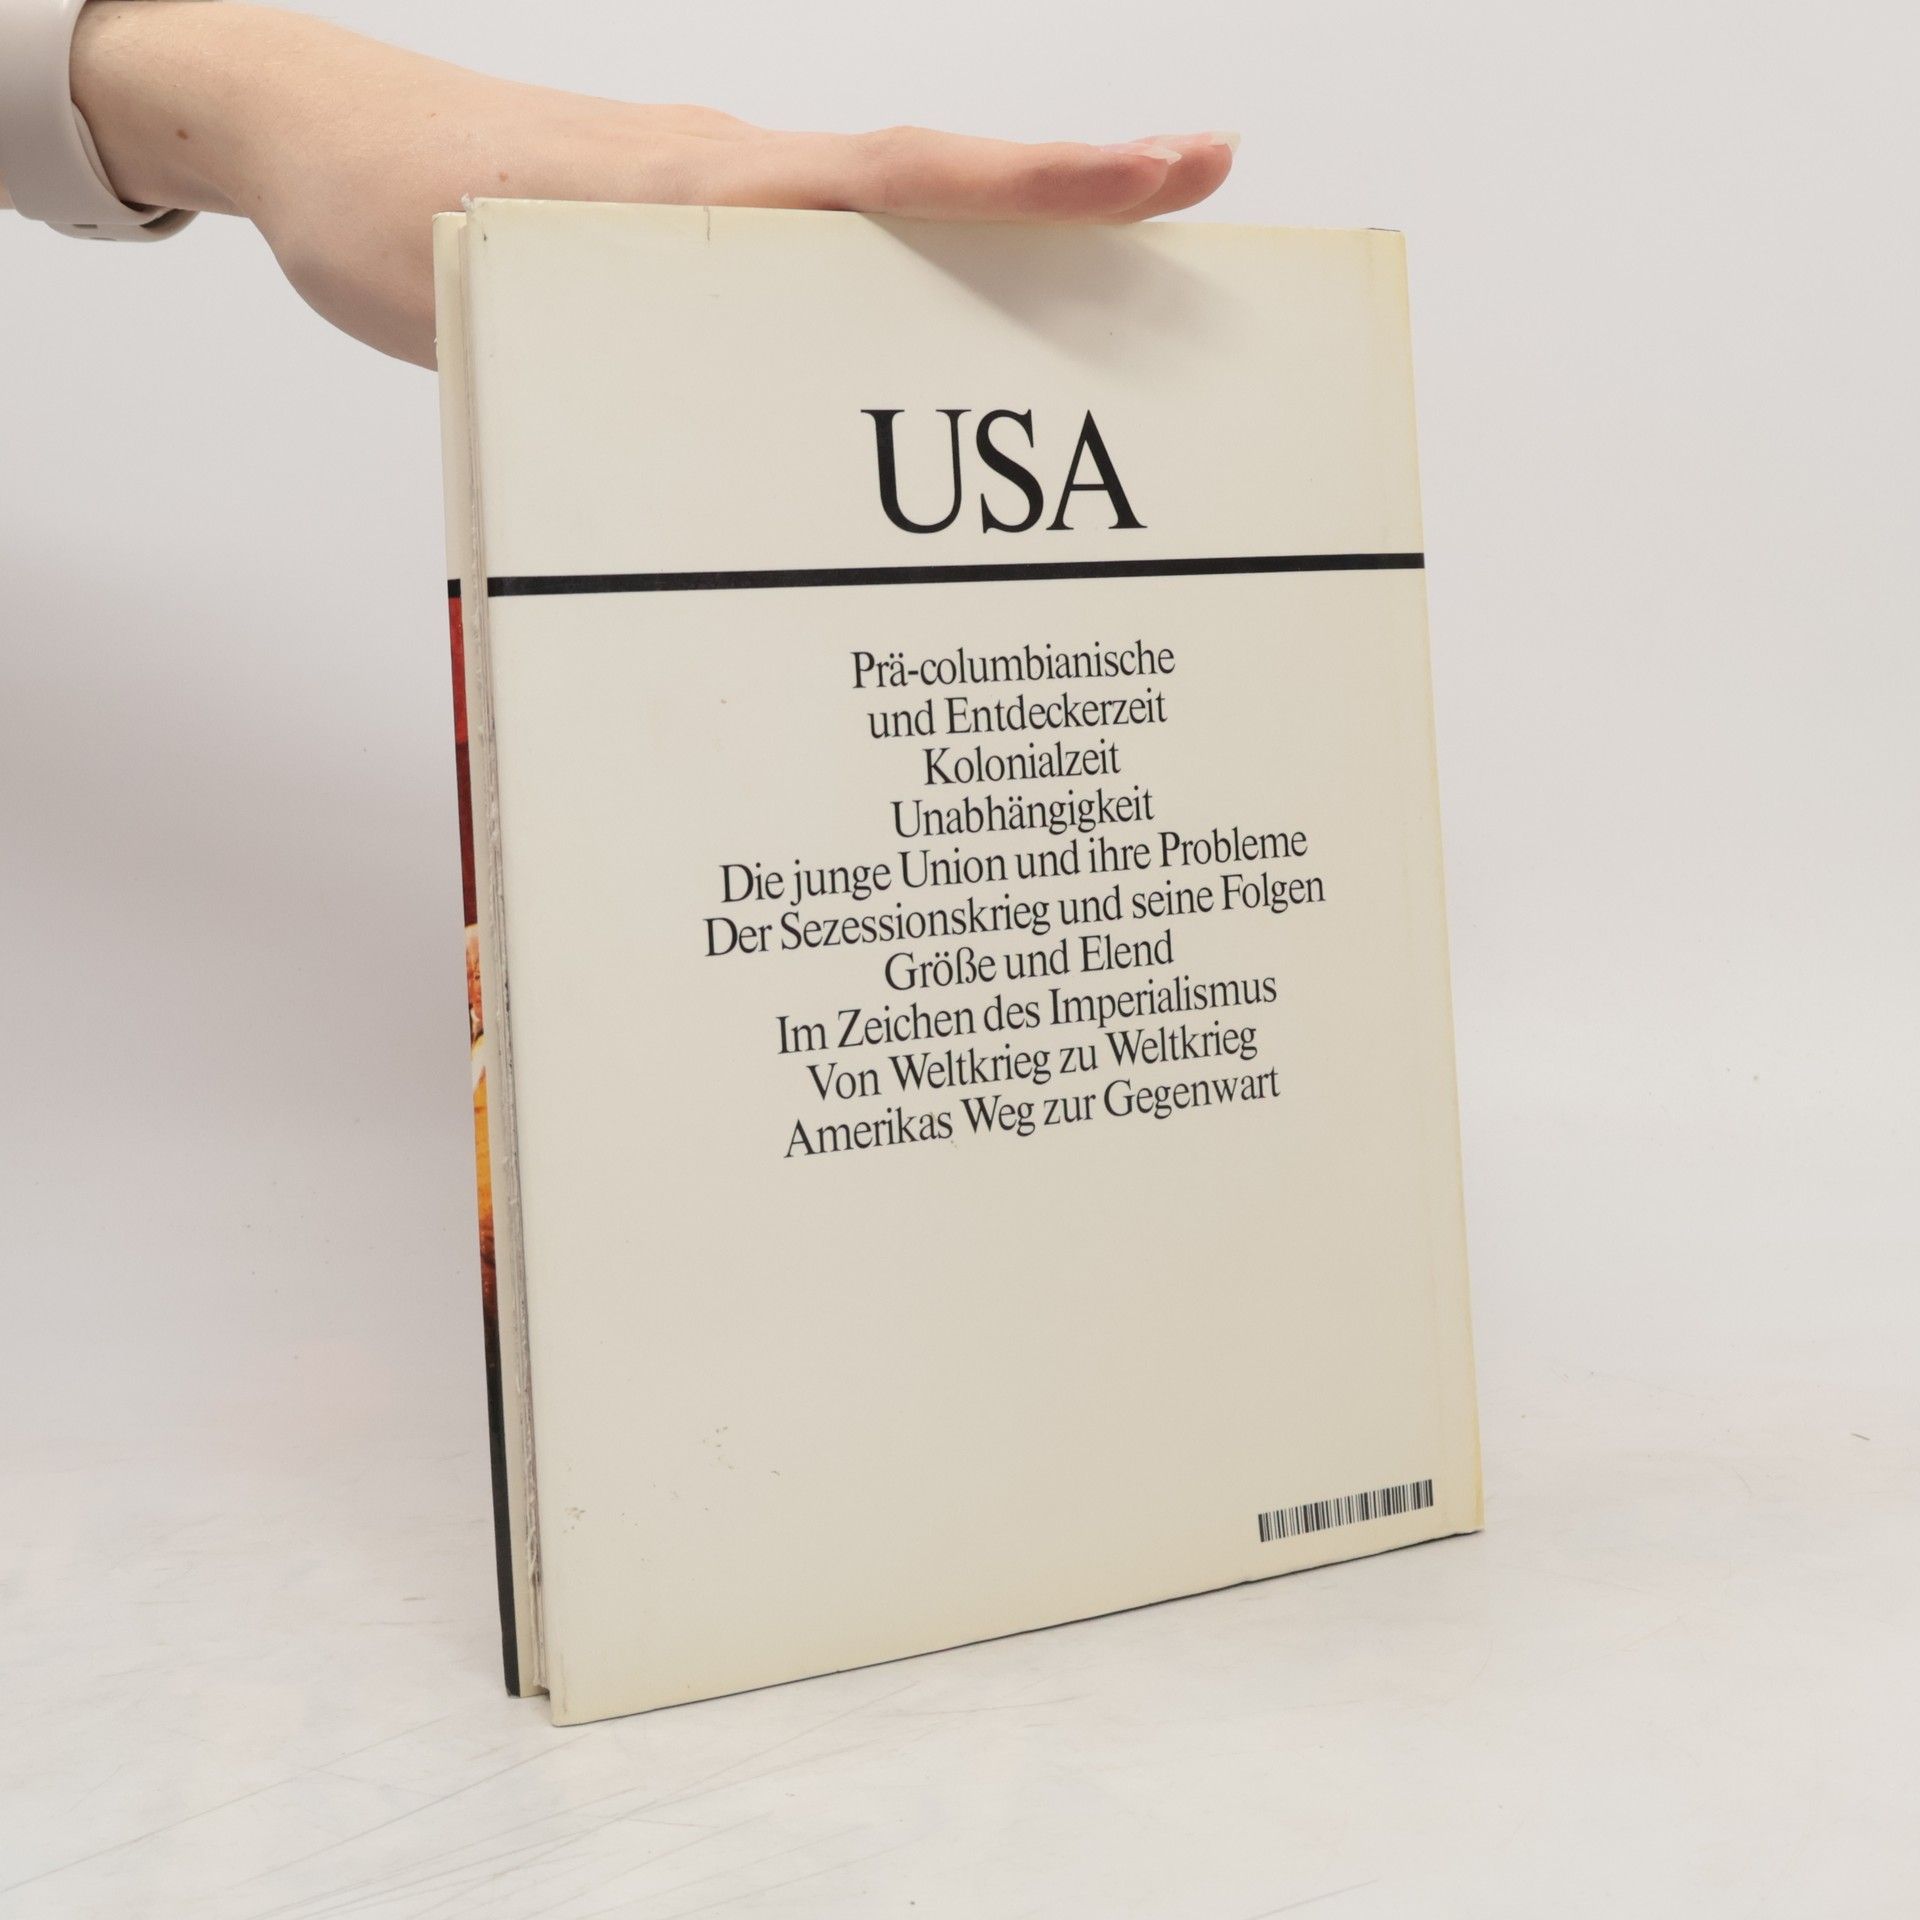 USA
Prä-columbianische
und Entdeckerzeit
Kolonialzeit
Unabhängigkeit
Die junge Union und ihre Probleme
Der Sezessionskrieg und seine Folgen
Größe und Elend
Im Zeichen des Imperialismus
Von Weltkrieg zu Weltkrieg
Amerikas Weg zur Gegenwart